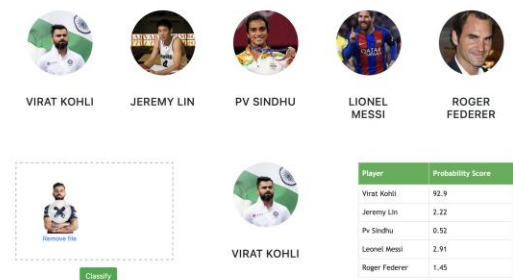 VIRAT KOHLI
JEREMY LIN
PV SINDHU
LIONEL
MESSI
ROGER
FEDERER
Remove file
Classify
VIRAT KOHLI
Player Probability Score
Virat Kohli 92.9
Jeremy Lin 2.22
Pv Sindhu 0.52
Leonel Messi 2.91
Roger Federer 1.45